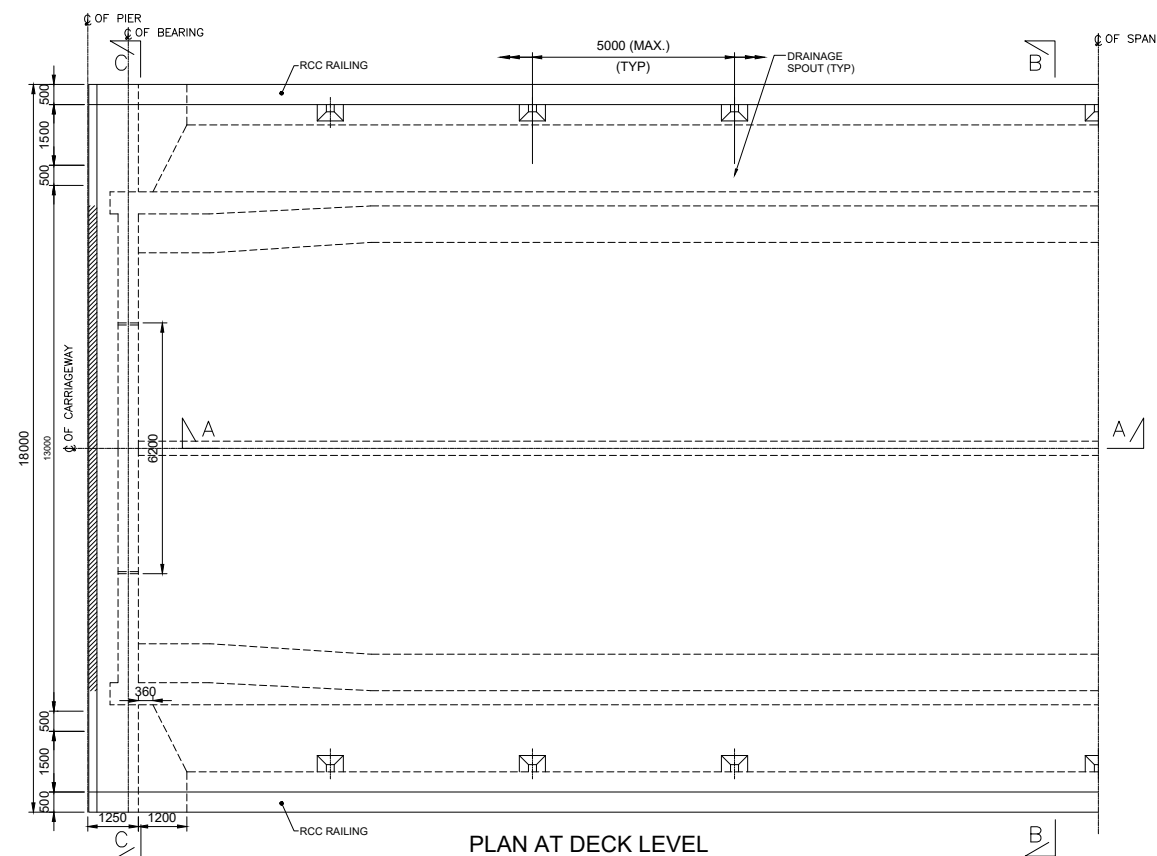 ℄ OF PIER
℄ OF BEARING
℄ OF SPAN
C
5000 (MAX.)
(TYP)
B
DRAINAGE
SPOUT (TYP)
RCC RAILING
500
1500
500
18000
13000
℄ OF CARRIAGEWAY
A
6200
A
360
500
1500
500
1250
1200
C
RCC RAILING
B
PLAN AT DECK LEVEL